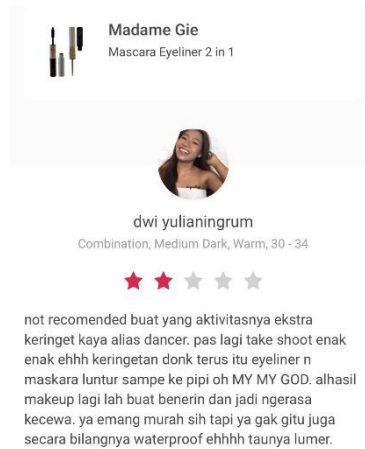 Madame Gie
Mascara Eyeliner 2 in 1
dwi yulianingrum
Combination, Medium Dark, Warm, 30 - 34
not recomended buat yang aktivitasnya ekstra
keringet kaya alias dancer. pas lagi take shoot enak
enak ehhh keringetan donk terus itu eyeliner n
maskara luntur sampe ke pipi oh MY MY GOD. alhasil
makeup lagi lah buat benerin dan jadi ngerasa
kecewa. ya emang murah sih tapi ya gak gitu juga
secara bilangnya waterproof ehhhh taunya lumer.